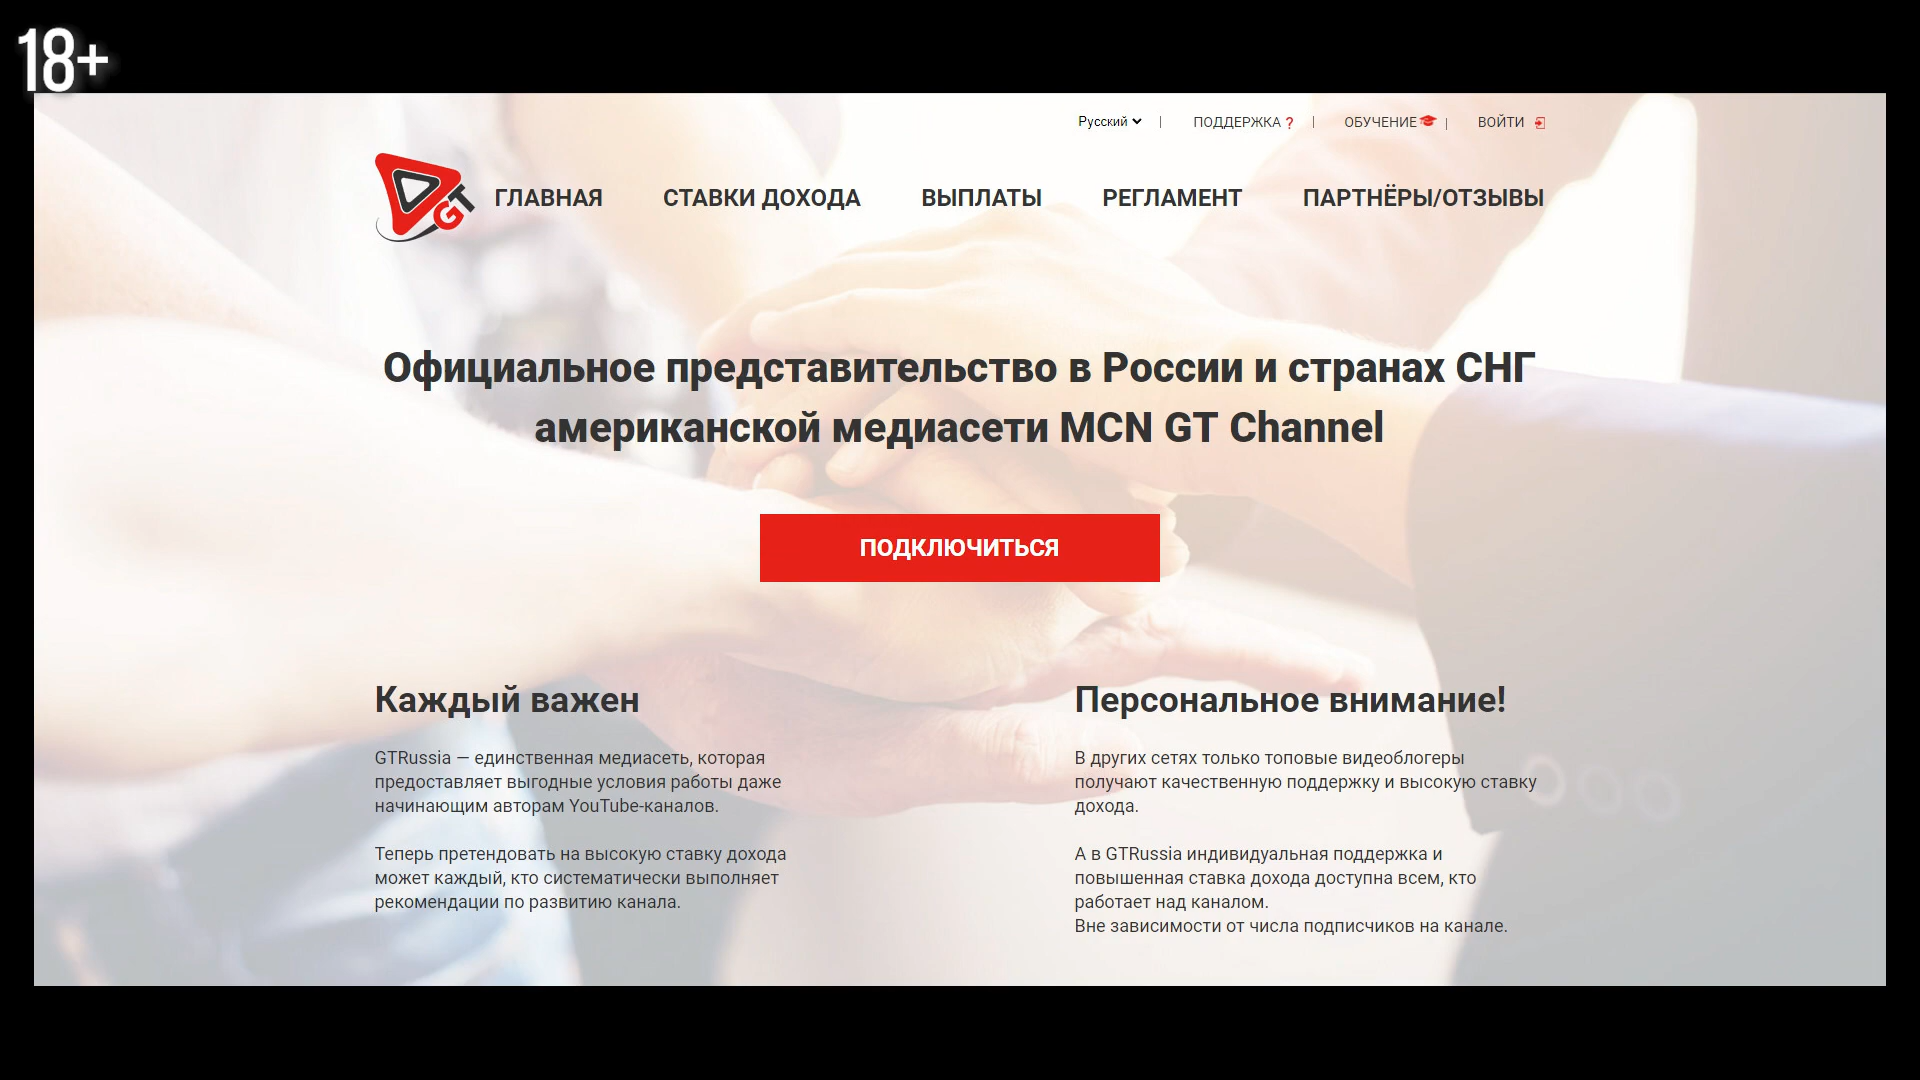 18+
Русский
ПОДДЕРЖКА ?
ОБУЧЕНИЕ
ВОЙТИ
GT
ГЛАВНАЯ
СТАВКИ ДОХОДА
ВЫПЛАТЫ
РЕГЛАМЕНТ
ПАРТНЁРЫ/ОТЗЫВЫ
Официальное представительство в России и странах СНГ
американской медиасети MCN GT Channel
ПОДКЛЮЧИТЬСЯ
Каждый важен
GTRussia — единственная медиасеть, которая
предоставляет выгодные условия работы даже
начинающим авторам YouTube-каналов.
Теперь претендовать на высокую ставку дохода
может каждый, кто систематически выполняет
рекомендации по развитию канала.
Персональное внимание!
В других сетях только топовые видеоблогеры
получают качественную поддержку и высокую ставку
дохода.
А в GTRussia индивидуальная поддержка и
повышенная ставка дохода доступна всем, кто
работает над каналом.
Вне зависимости от числа подписчиков на канале.